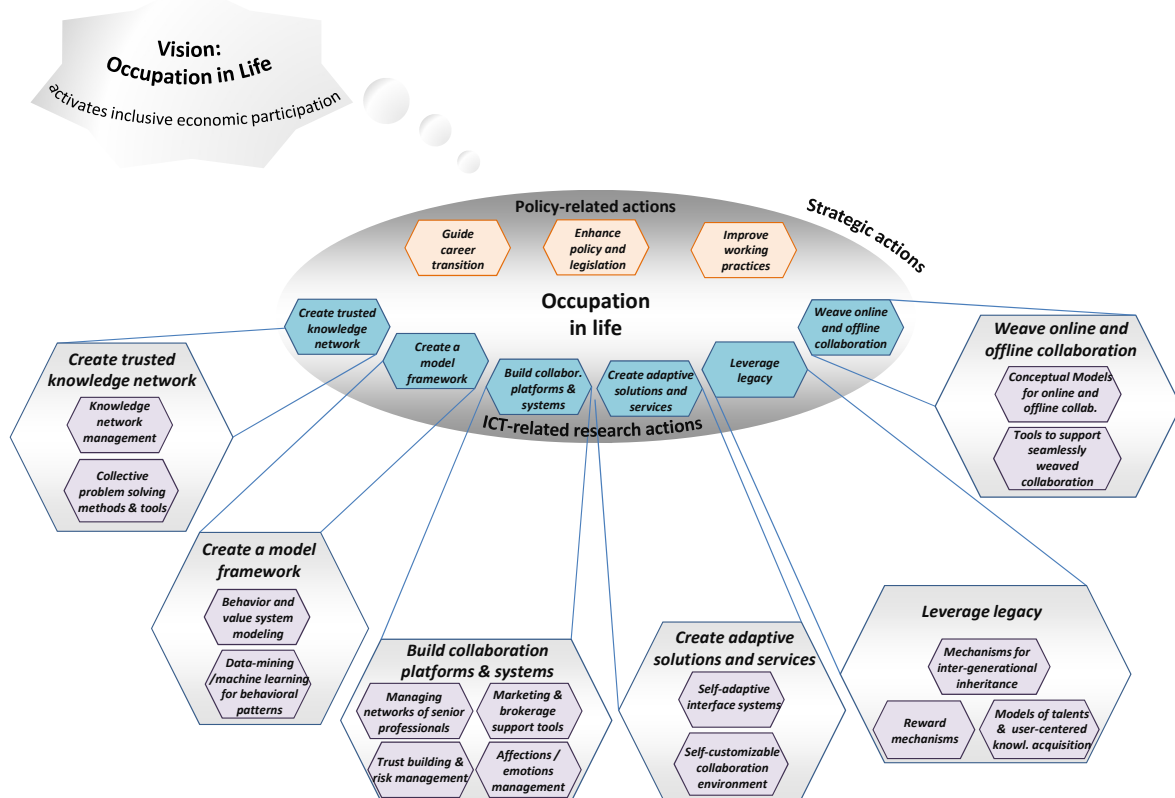 Vision:
Occupation in Life
activates inclusive economic participation
Policy-related actions
Strategic actions
Guide
career
transition
Enhance
policy and
legislation
Improve
working
practices
Occupation
in life
Create trusted
knowledge
network
Create a
model
framework
Build collabor.
platforms &
systems
Create adaptive
solutions and
services
Leverage
legacy
Weave online
and offline
collaboration
ICT-related research actions
Create trusted
knowledge network
Knowledge
network
management
Collective
problem solving
methods & tools
Create a model
framework
Behavior and
value system
modeling
Data-mining
/machine learning
for behavioral
patterns
Build collaboration
platforms & systems
Managing
networks of senior
professionals
Marketing &
brokerage
support tools
Trust building &
risk management
Affections /
emotions
management
Create adaptive
solutions and services
Self-adaptive
interface systems
Self-customizable
collaboration
environment
Leverage legacy
Mechanisms for
inter-generational
inheritance
Reward
mechanisms
Models of talents
& user-centered
knowl. acquisition
Weave online and
offline collaboration
Conceptual Models
for online and
offline collab.
Tools to support
seamlessly
weaved
collaboration